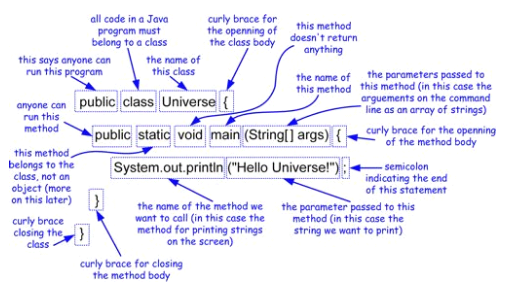 all code in a Java
program must
belong to a class
curly brace for
the openning of
the class body
this method
doesn't return
anything
this says anyone can
run this program
the name of
this class
the name of
this method
the parameters passed to
this method (in this case the
arguements on the command
line as an array of strings)
public class Universe {
anyone can
run this
method
public static void main (String[] args) {
curly brace for the openning
of the method body
this method
belongs to the
class, not an
object (more
on this later)
System.out.println ("Hello Universe!") ;
semicolon
indicating the end
of this statement
}
the name of the method we
want to call (in this case the
method for printing strings
on the screen)
the parameter passed to this
method (in this case the
string we want to print)
curly brace
closing the
class
}
curly brace for closing
the method body